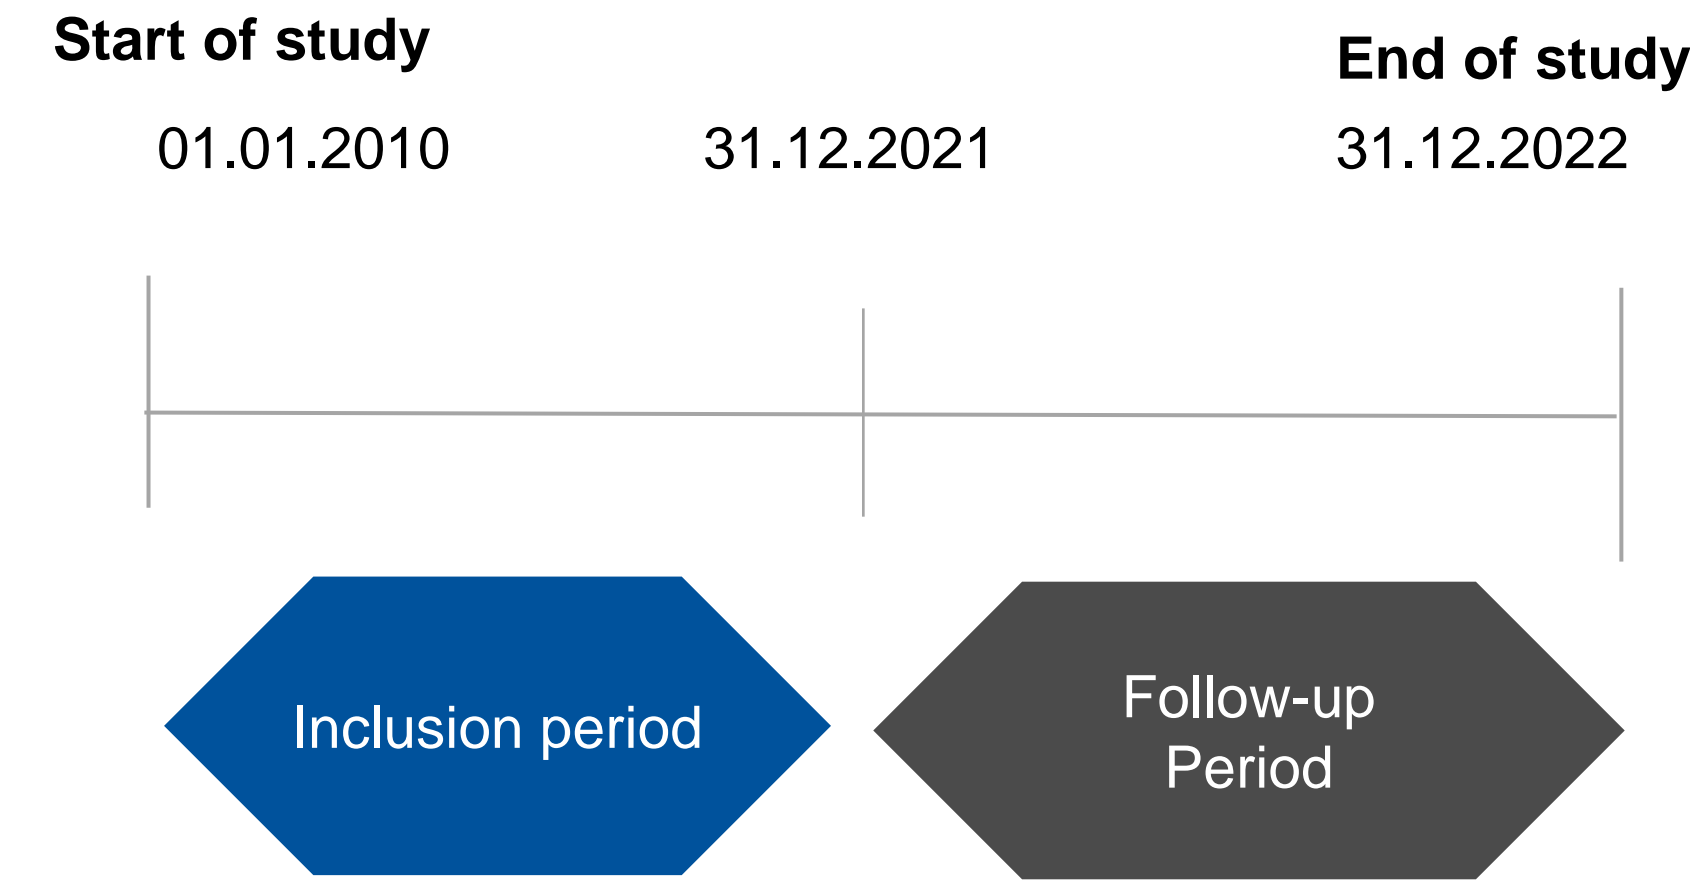 Start of study
End of study
01.01.2010
31.12.2021
31.12.2022
Inclusion period
Follow-up
Period